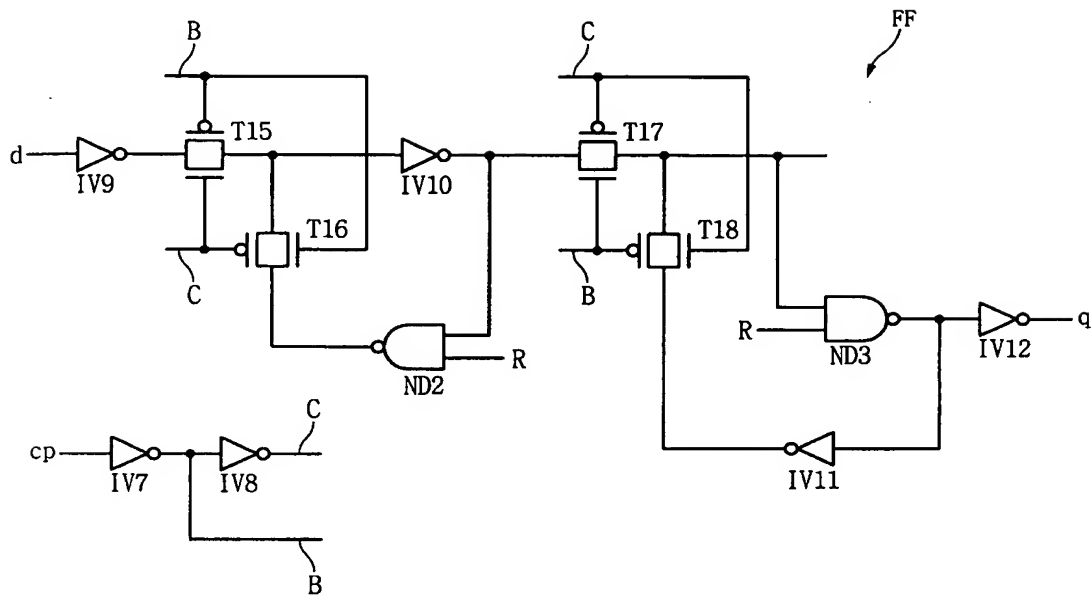 B
C
FF
T15
T17
d
IV9
IV10
T16
T18
C
B
R
ND2
R
ND3
IV12
q
C
cp
IV7
IV8
IV11
B